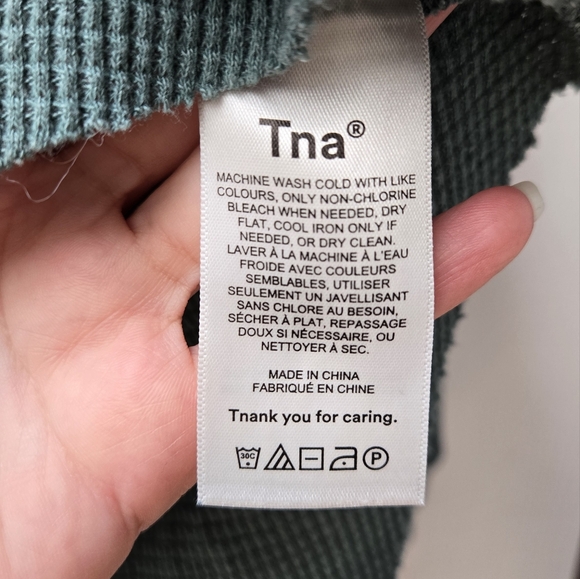 Tna®
MACHINE WASH COLD WITH LIKE
COLOURS, ONLY NON-CHLORINE
BLEACH WHEN NEEDED, DRY
FLAT, COOL IRON ONLY IF
NEEDED, OR DRY CLEAN.
LAVER À LA MACHINE À L'EAU
FROIDE AVEC COULEURS
SEMBLABLES, UTILISER
SEULEMENT UN JAVELLISANT
SANS CHLORE AU BESOIN,
SÉCHER À PLAT, REPASSAGE
DOUX SI NÉCESSAIRE, OU
NETTOYER À SEC.
MADE IN CHINA
FABRIQUÉ EN CHINE
Tnank you for caring.
30C P